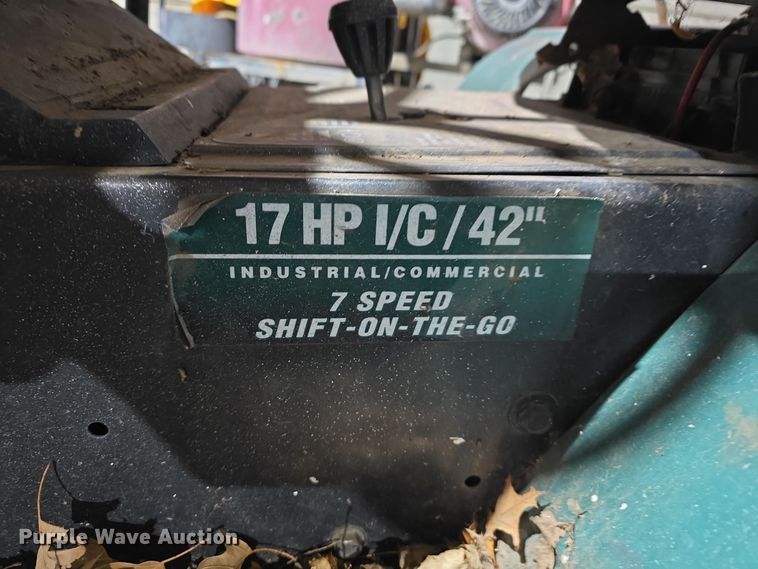 17 HP I/C / 42"
INDUSTRIAL/COMMERCIAL
7 SPEED
SHIFT-ON-THE-GO
Purple Wave Auction